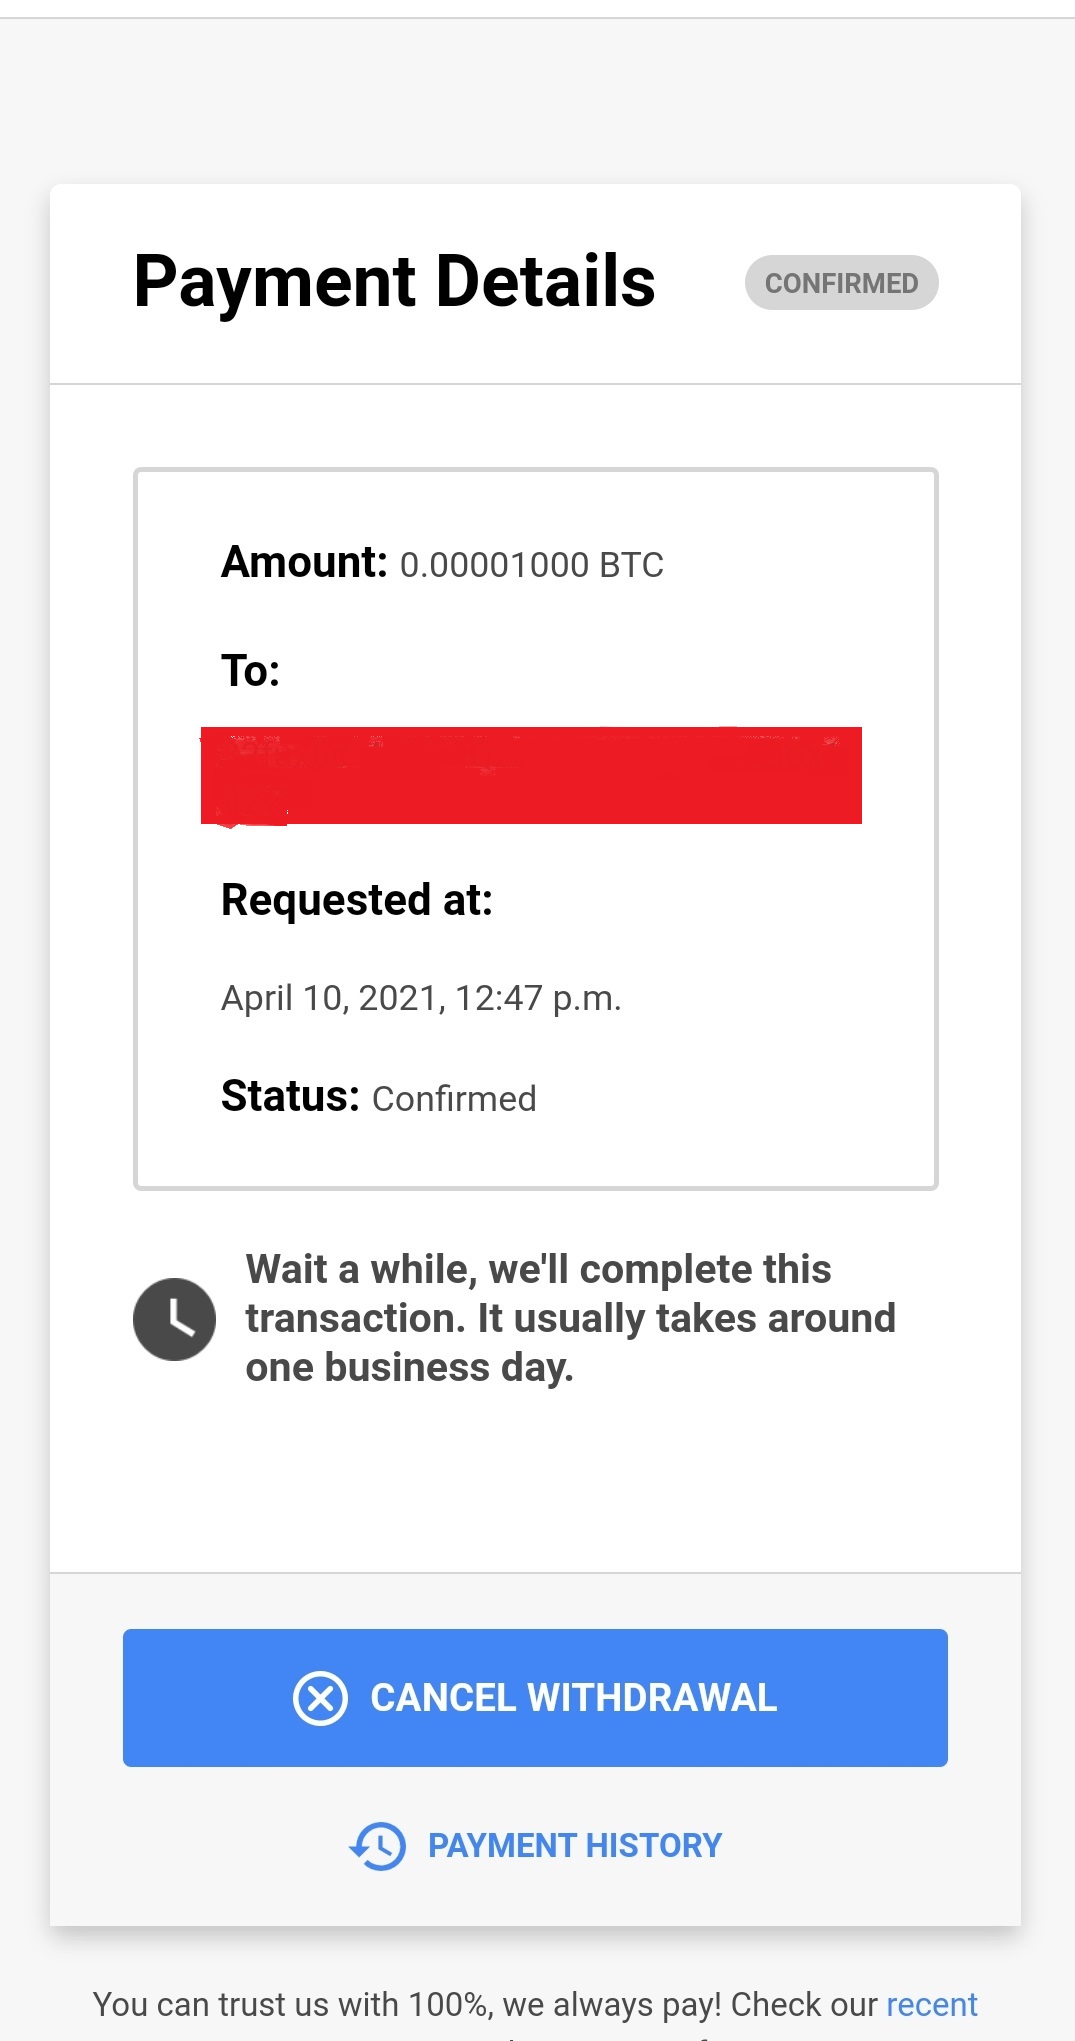 Payment Details
CONFIRMED
Amount: 0.00001000 BTC
To:
Requested at:
April 10, 2021, 12:47 p.m.
Status: Confirmed
Wait a while, we'll complete this
transaction. It usually takes around
one business day.
CANCEL WITHDRAWAL
PAYMENT HISTORY
You can trust us with 100%, we always pay! Check our recent